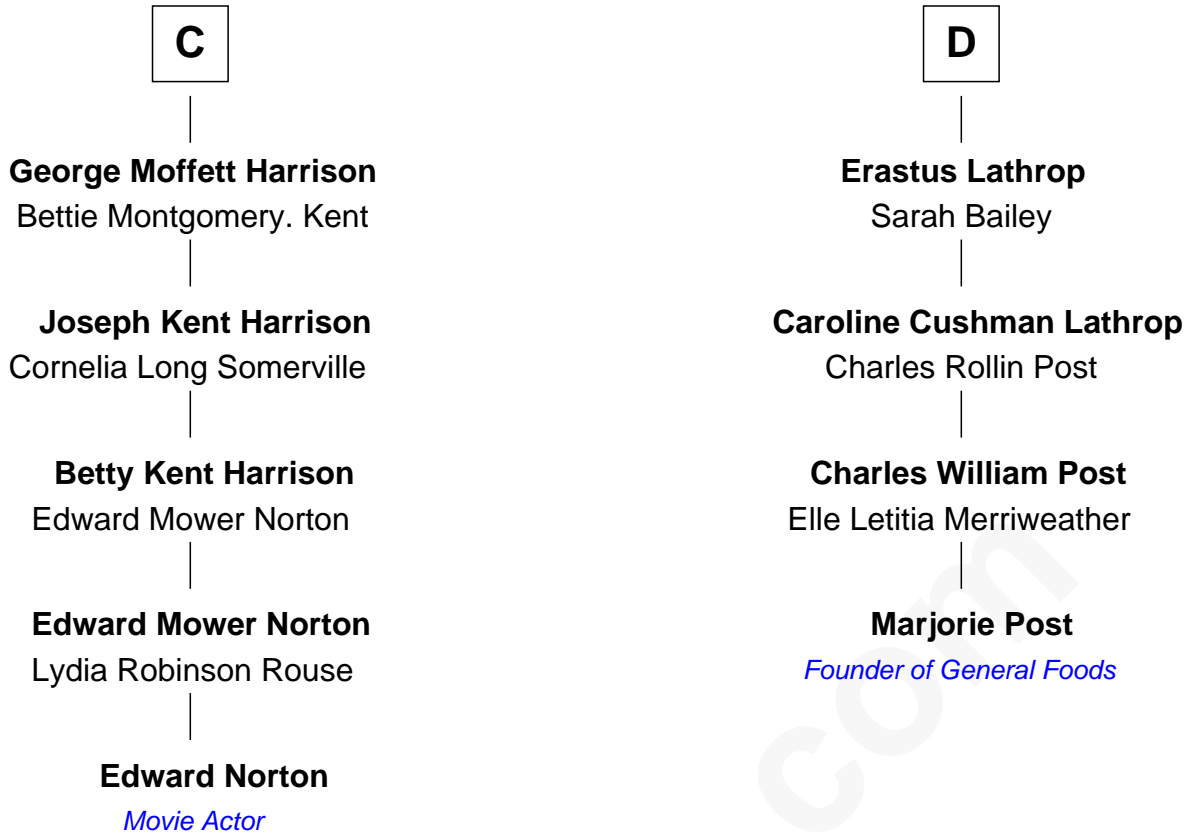 C
George Moffett Harrison
Bettie Montgomery. Kent
Joseph Kent Harrison
Cornelia Long Somerville
Betty Kent Harrison
Edward Mower Norton
Edward Mower Norton
Lydia Robinson Rouse
Edward Norton
Movie Actor
D
Erastus Lathrop
Sarah Bailey
Caroline Cushman Lathrop
Charles Rollin Post
Charles William Post
Elle Letitia Merriweather
Marjorie Post
Founder of General Foods
com